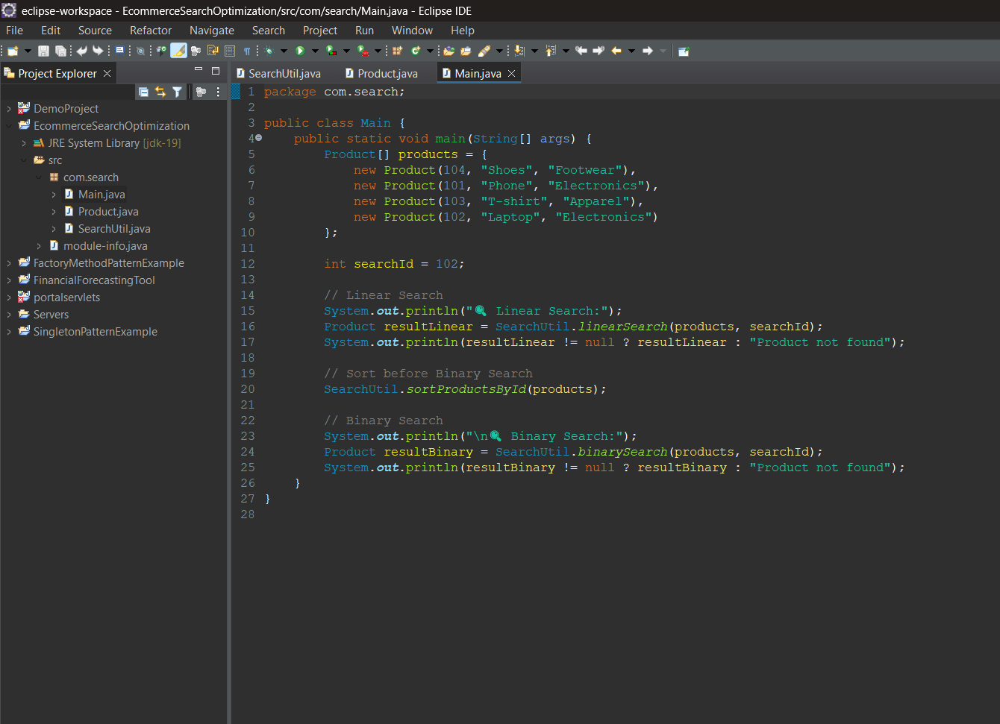 eclipse-workspace - EcommerceSearchOptimization/src/com/search/Main.java - Eclipse IDE
File Edit Source Refactor Navigate Search Project Run Window Help
Project Explorer
DemoProject
EcommerceSearchOptimization
JRE System Library [jdk-19]
src
com.search
Main.java
Product.java
SearchUtil.java
module-info.java
FactoryMethodPatternExample
FinancialForecastingTool
portalservlets
Servers
SingletonPatternExample
SearchUtil.java Product.java Main.java
1 package com.search;
2
3 public class Main {
4     public static void main(String[] args) {
5         Product[] products = {
6             new Product(104, "Shoes", "Footwear"),
7             new Product(101, "Phone", "Electronics"),
8             new Product(103, "T-shirt", "Apparel"),
9             new Product(102, "Laptop", "Electronics")
10         };
11
12         int searchId = 102;
13
14         // Linear Search
15         System.out.println("🔍 Linear Search:");
16         Product resultLinear = SearchUtil.linearSearch(products, searchId);
17         System.out.println(resultLinear != null ? resultLinear : "Product not found");
18
19         // Sort before Binary Search
20         SearchUtil.sortProductsById(products);
21
22         // Binary Search
23         System.out.println("\n🔍 Binary Search:");
24         Product resultBinary = SearchUtil.binarySearch(products, searchId);
25         System.out.println(resultBinary != null ? resultBinary : "Product not found");
26     }
27 }
28